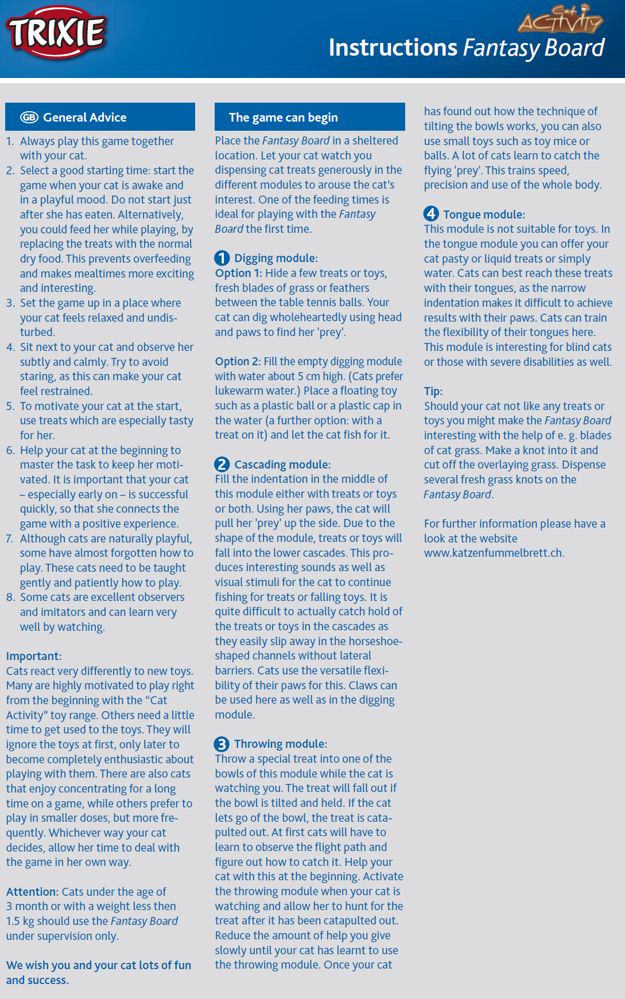 TRIXIE
Cat
ACTIVITY
Instructions Fantasy Board
GB General Advice
1. Always play this game together
with your cat.
2. Select a good starting time: start the
game when your cat is awake and
in a playful mood. Do not start just
after she has eaten. Alternatively,
you could feed her while playing, by
replacing the treats with the normal
dry food. This prevents overfeeding
and makes mealtimes more exciting
and interesting.
3. Set the game up in a place where
your cat feels relaxed and undis-
turbed.
4. Sit next to your cat and observe her
subtly and calmly. Try to avoid
staring, as this can make your cat
feel restrained.
5. To motivate your cat at the start,
use treats which are especially tasty
for her.
6. Help your cat at the beginning to
master the task to keep her moti-
vated. It is important that your cat
– especially early on – is successful
quickly, so that she connects the
game with a positive experience.
7. Although cats are naturally playful,
some have almost forgotten how to
play. These cats need to be taught
gently and patiently how to play.
8. Some cats are excellent observers
and imitators and can learn very
well by watching.
Important:
Cats react very differently to new toys.
Many are highly motivated to play right
from the beginning with the “Cat
Activity” toy range. Others need a little
time to get used to the toys. They will
ignore the toys at first, only later to
become completely enthusiastic about
playing with them. There are also cats
that enjoy concentrating for a long
time on a game, while others prefer to
play in smaller doses, but more fre-
quently. Whichever way your cat
decides, allow her time to deal with
the game in her own way.
Attention: Cats under the age of
3 month or with a weight less then
1.5 kg should use the Fantasy Board
under supervision only.
We wish you and your cat lots of fun
and success.
The game can begin
Place the Fantasy Board in a sheltered
location. Let your cat watch you
dispensing cat treats generously in the
different modules to arouse the cat's
interest. One of the feeding times is
ideal for playing with the Fantasy
Board the first time.
1 Digging module:
Option 1: Hide a few treats or toys,
fresh blades of grass or feathers
between the table tennis balls. Your
cat can dig wholeheartedly using head
and paws to find her 'prey'.
Option 2: Fill the empty digging module
with water about 5 cm high. (Cats prefer
lukewarm water.) Place a floating toy
such as a plastic ball or a plastic cap in
the water (a further option: with a
treat on it) and let the cat fish for it.
2 Cascading module:
Fill the indentation in the middle of
this module either with treats or toys
or both. Using her paws, the cat will
pull her 'prey' up the side. Due to the
shape of the module, treats or toys will
fall into the lower cascades. This pro-
duces interesting sounds as well as
visual stimuli for the cat to continue
fishing for treats or falling toys. It is
quite difficult to actually catch hold of
the treats or toys in the cascades as
they easily slip away in the horseshoe-
shaped channels without lateral
barriers. Cats use the versatile flexi-
bility of their paws for this. Claws can
be used here as well as in the digging
module.
3 Throwing module:
Throw a special treat into one of the
bowls of this module while the cat is
watching you. The treat will fall out if
the bowl is tilted and held. If the cat
lets go of the bowl, the treat is cata-
pulted out. At first cats will have to
learn to observe the flight path and
figure out how to catch it. Help your
cat with this at the beginning. Activate
the throwing module when your cat is
watching and allow her to hunt for the
treat after it has been catapulted out.
Reduce the amount of help you give
slowly until your cat has learnt to use
the throwing module. Once your cat
has found out how the technique of
tilting the bowls works, you can also
use small toys such as toy mice or
balls. A lot of cats learn to catch the
flying 'prey'. This trains speed,
precision and use of the whole body.
4 Tongue module:
This module is not suitable for toys. In
the tongue module you can offer your
cat pasty or liquid treats or simply
water. Cats can best reach these treats
with their tongues, as the narrow
indentation makes it difficult to achieve
results with their paws. Cats can train
the flexibility of their tongues here.
This module is interesting for blind cats
or those with severe disabilities as well.
Tip:
Should your cat not like any treats or
toys you might make the Fantasy Board
interesting with the help of e. g. blades
of cat grass. Make a knot into it and
cut off the overlaying grass. Dispense
several fresh grass knots on the
Fantasy Board.
For further information please have a
look at the website
www.katzenfummelbrett.ch.